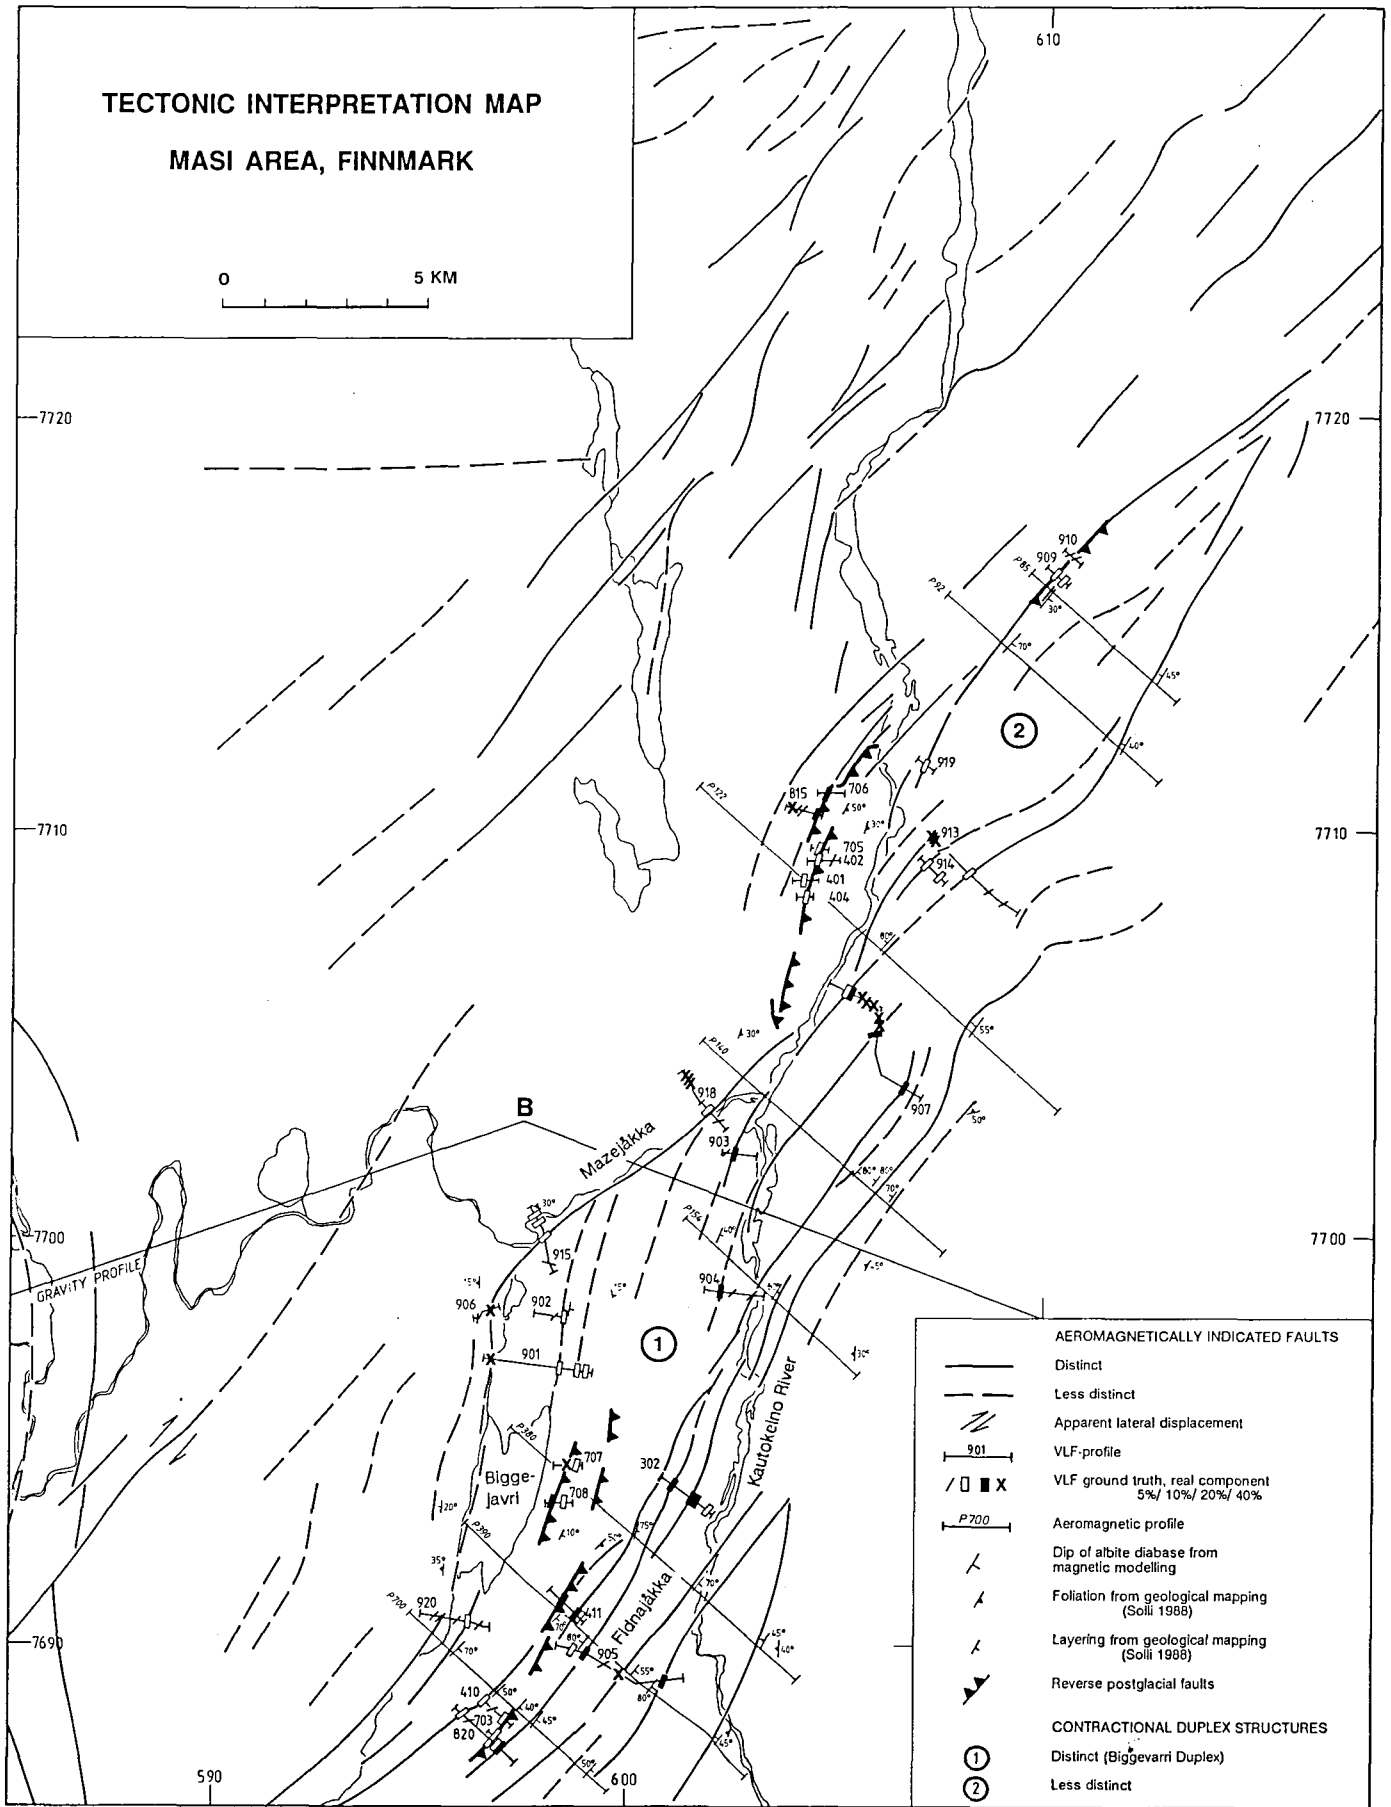 TECTONIC INTERPRETATION MAP
MASI AREA, FINNMARK
0 5 KM
610
7720 7720
910
909
P85
P92
30°
70°
45°
2
40°
919
P122
815 706
50°
30°
913
7710 7710
705
402
914
401
404
80°
55°
30°
P140
918
907
50°
B
903
Mazejåkka
80° 80°
70°
30°
P154
40°
7700 7700
915
GRAVITY PROFILE
45°
904
906 902
1
901
30°
Kautokeino River
P380
707
302
Bigge-
javri
708
20°
10°
75°
P390
50°
35°
70°
Fidnajåkka
920
411
P700
70°
80°
45°
40°
7690
905
70°
55°
80°
410
50°
40°
703
45°
820
45°
50°
590 600
AEROMAGNETICALLY INDICATED FAULTS
Distinct
Less distinct
Apparent lateral displacement
901 VLF-profile
VLF ground truth, real component
5%/ 10%/ 20%/ 40%
P700 Aeromagnetic profile
Dip of albite diabase from
magnetic modelling
Foliation from geological mapping
(Solli 1988)
Layering from geological mapping
(Solli 1988)
Reverse postglacial faults
CONTRACTIONAL DUPLEX STRUCTURES
1 Distinct (Biggevarri Duplex)
2 Less distinct